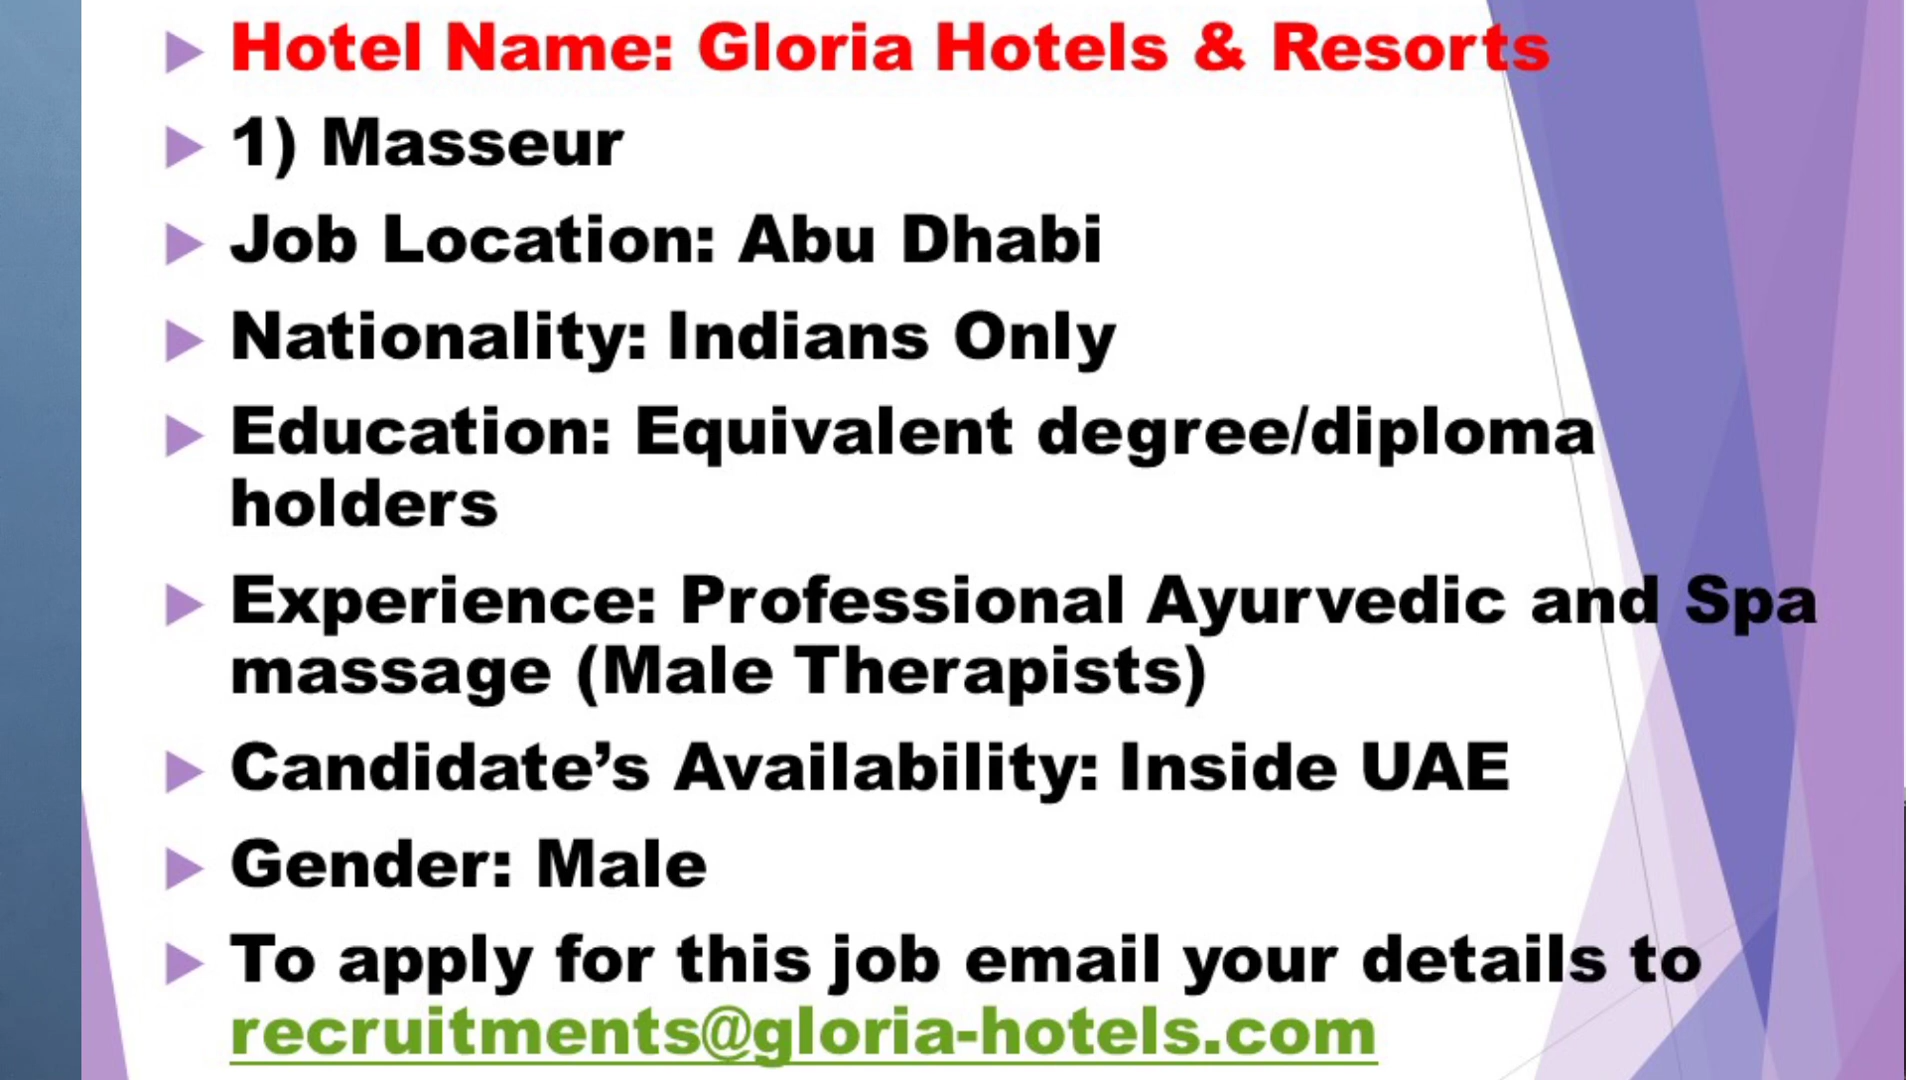 Hotel Name: Gloria Hotels & Resorts
1) Masseur
Job Location: Abu Dhabi
Nationality: Indians Only
Education: Equivalent degree/diploma
holders
Experience: Professional Ayurvedic and Spa
massage (Male Therapists)
Candidate’s Availability: Inside UAE
Gender: Male
To apply for this job email your details to
recruitments@gloria-hotels.com